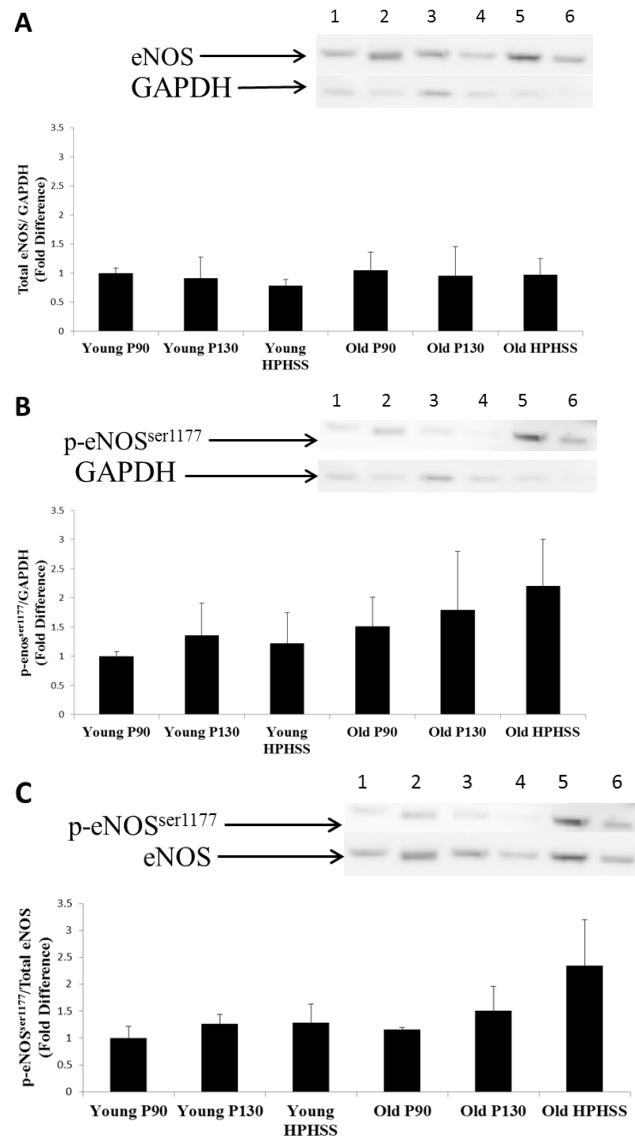 A
1 2 3 4 5 6
eNOS
GAPDH
Total eNOS/ GAPDH
(Fold Difference)
3.5
3
2.5
2
1.5
1
0.5
0
Young P90 Young P130 Young HPHSS Old P90 Old P130 Old HPHSS
B
1 2 3 4 5 6
p-eNOSser1177
GAPDH
p-enosser1177/GAPDH
(Fold Difference)
3.5
3
2.5
2
1.5
1
0.5
0
Young P90 Young P130 Young HPHSS Old P90 Old P130 Old HPHSS
C
1 2 3 4 5 6
p-eNOSser1177
eNOS
p-eNOSser1177/Total eNOS
(Fold Difference)
3.5
3
2.5
2
1.5
1
0.5
0
Young P90 Young P130 Young HPHSS Old P90 Old P130 Old HPHSS